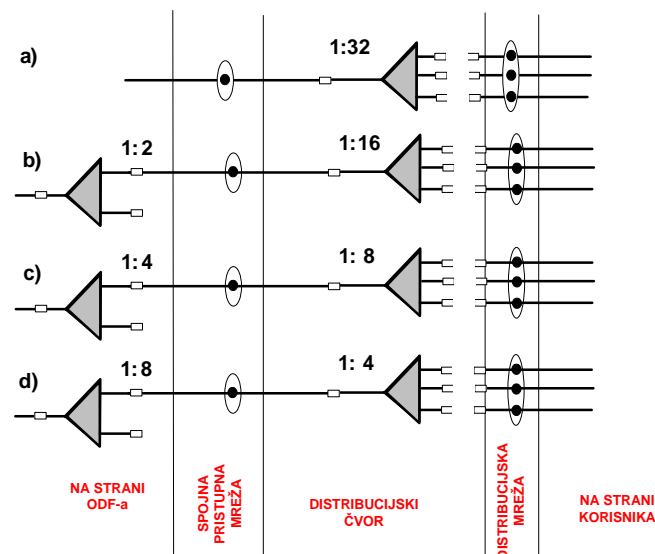 a)
1:32
b)
1:2
1:16
c)
1:4
1: 8
d)
1:8
1: 4
NA STRANI
ODF-a
SPOJNA
PRISTUPNA
MREŽA
DISTRIBUCIJSKI
ČVOR
DISTRIBUCIJSKA
MREŽA
NA STRANI
KORISNIKA